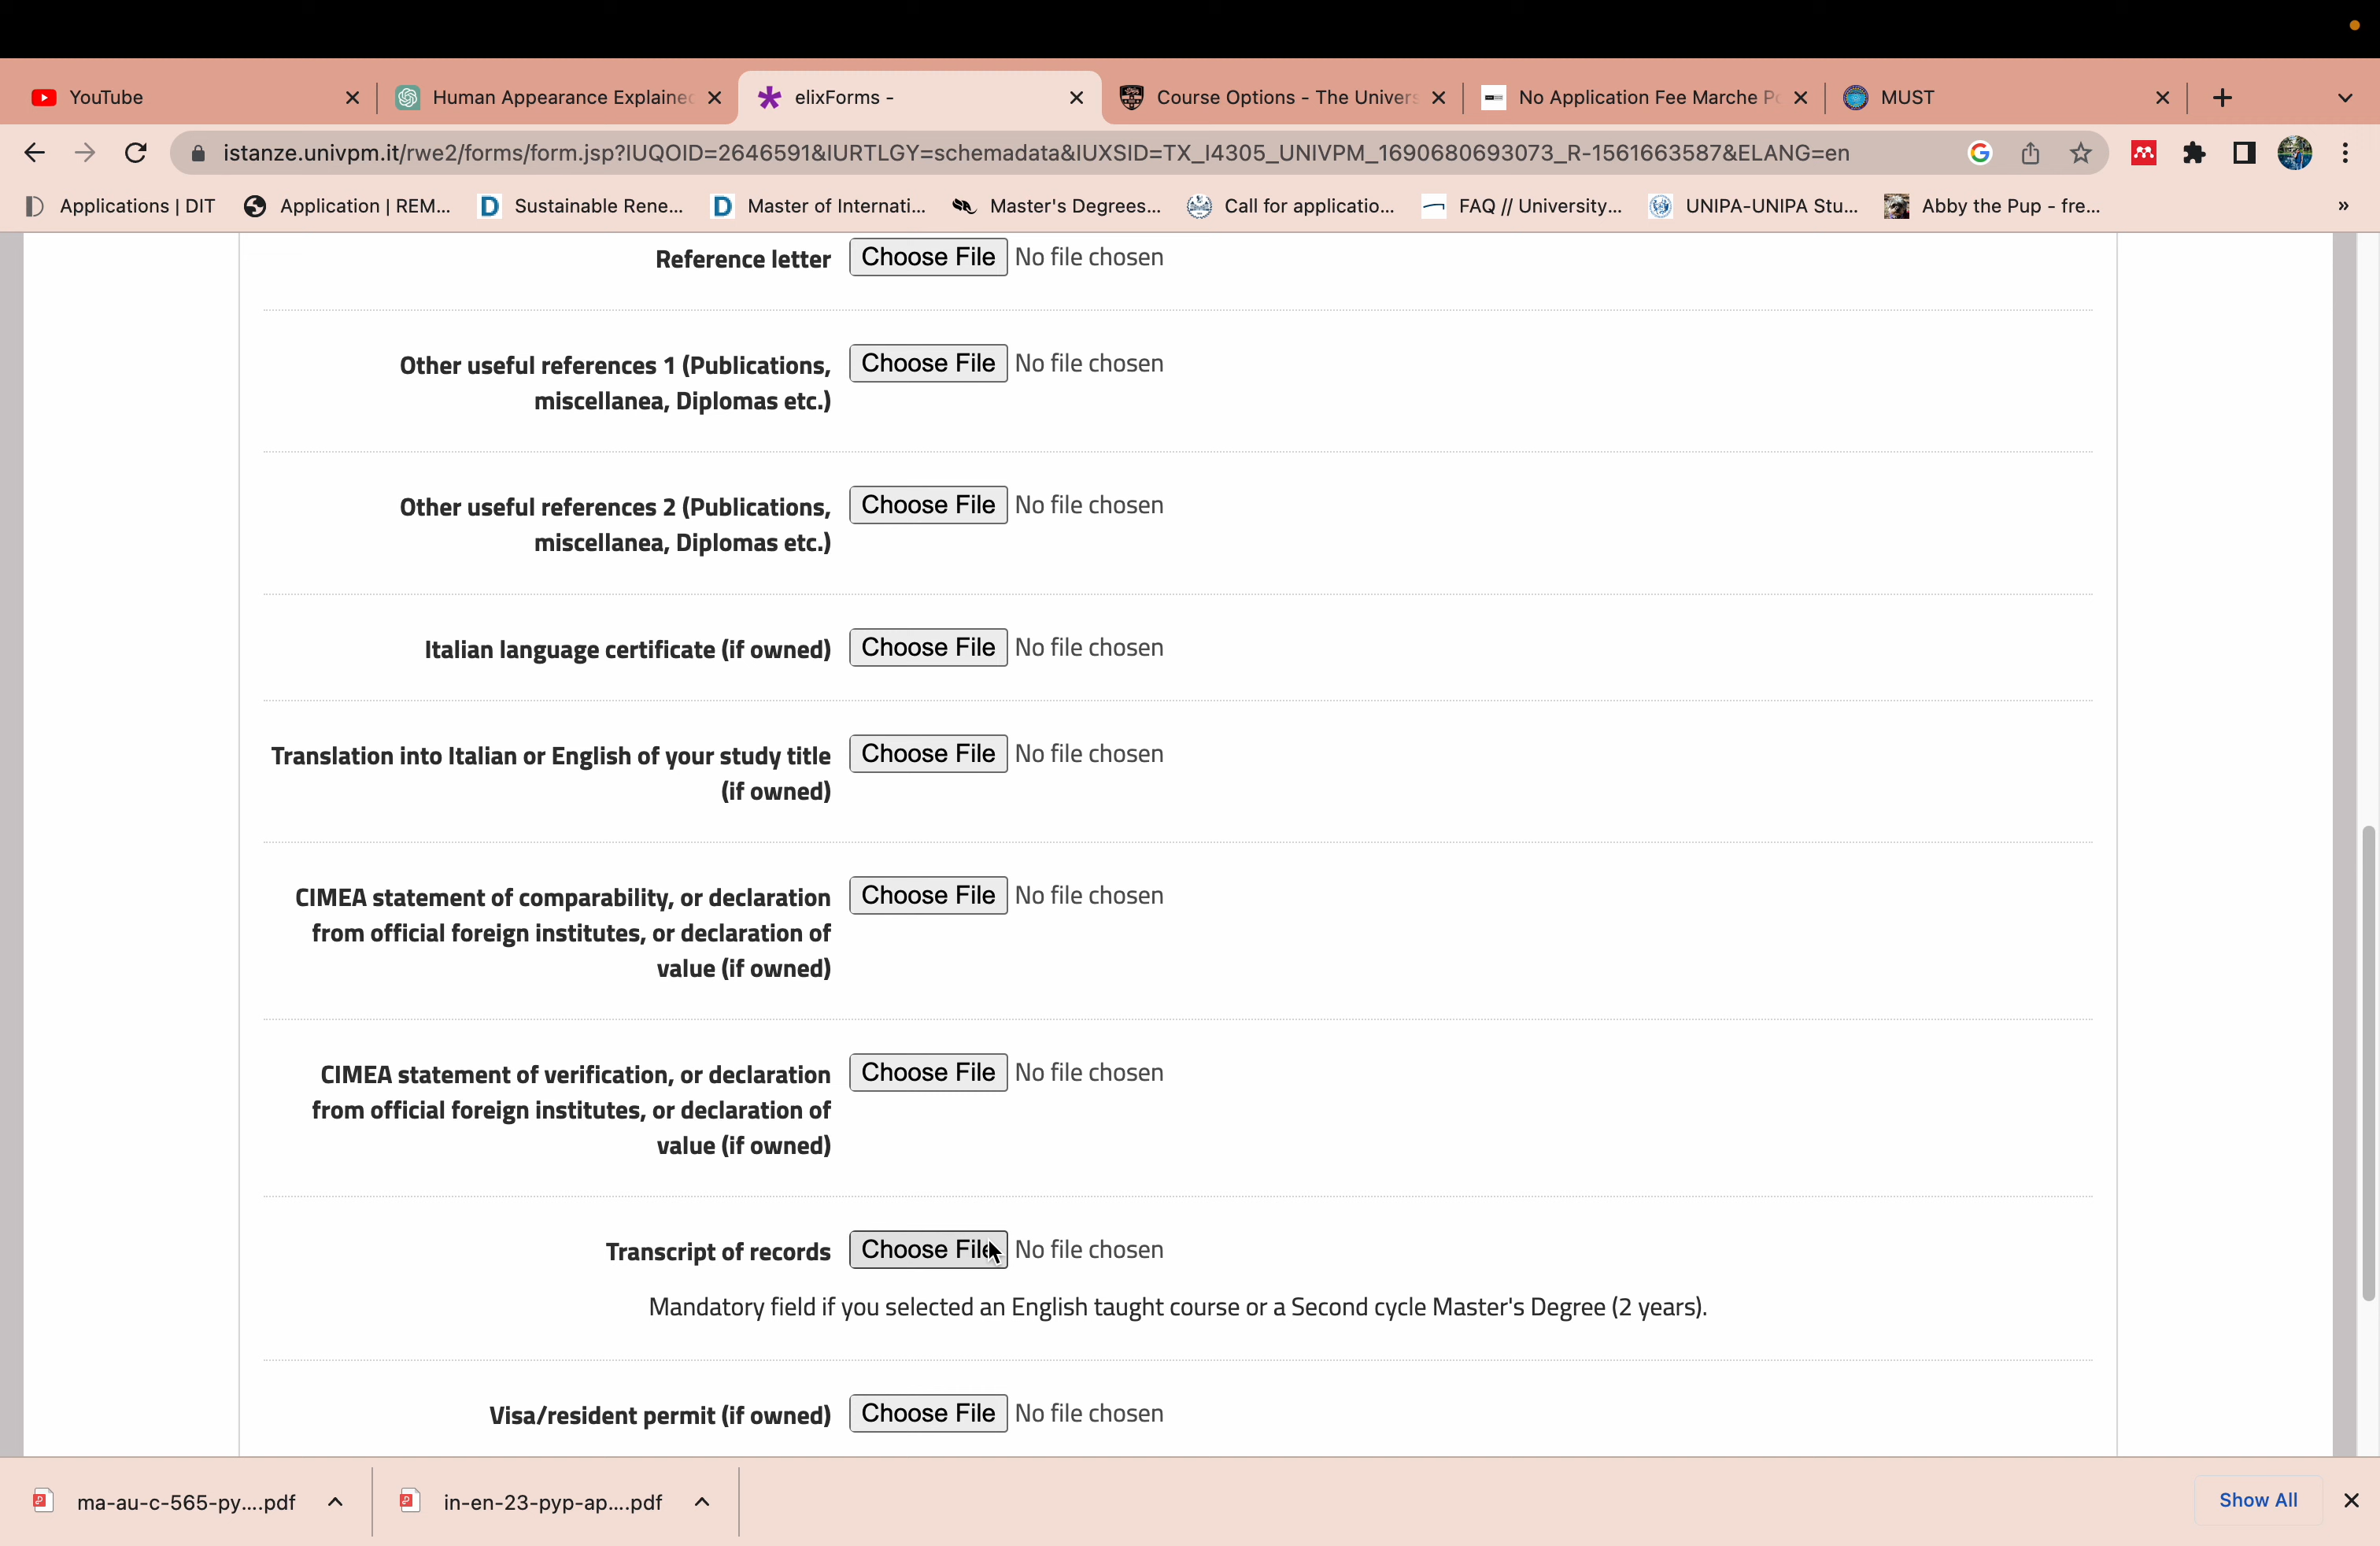 YouTube
Human Appearance Explained
elixForms -
Course Options - The Univers
No Application Fee Marche Po
MUST
istanze.univpm.it/rwe2/forms/form.jsp?IUQOID=2646591&IURTLGY=schemadata&IUXSID=TX_I4305_UNIVPM_1690680693073_R-1561663587&ELANG=en
Applications | DIT
Application | REM...
Sustainable Rene...
Master of Internati...
Master's Degrees...
Call for applicatio...
FAQ // University...
UNIPA-UNIPA Stu...
Abby the Pup - fre...
»
Reference letter Choose File No file chosen
Other useful references 1 (Publications, Choose File No file chosen
miscellanea, Diplomas etc.)
Other useful references 2 (Publications, Choose File No file chosen
miscellanea, Diplomas etc.)
Italian language certificate (if owned) Choose File No file chosen
Translation into Italian or English of your study title Choose File No file chosen
(if owned)
CIMEA statement of comparability, or declaration Choose File No file chosen
from official foreign institutes, or declaration of
value (if owned)
CIMEA statement of verification, or declaration Choose File No file chosen
from official foreign institutes, or declaration of
value (if owned)
Transcript of records Choose File No file chosen
Mandatory field if you selected an English taught course or a Second cycle Master's Degree (2 years).
Visa/resident permit (if owned) Choose File No file chosen
ma-au-c-565-py....pdf
in-en-23-pyp-ap....pdf
Show All